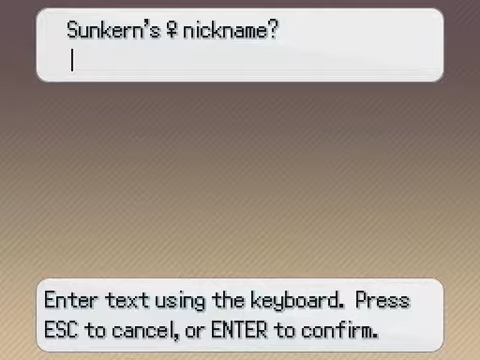 Sunkern's ♀ nickname?
Enter text using the keyboard. Press
ESC to cancel, or ENTER to confirm.